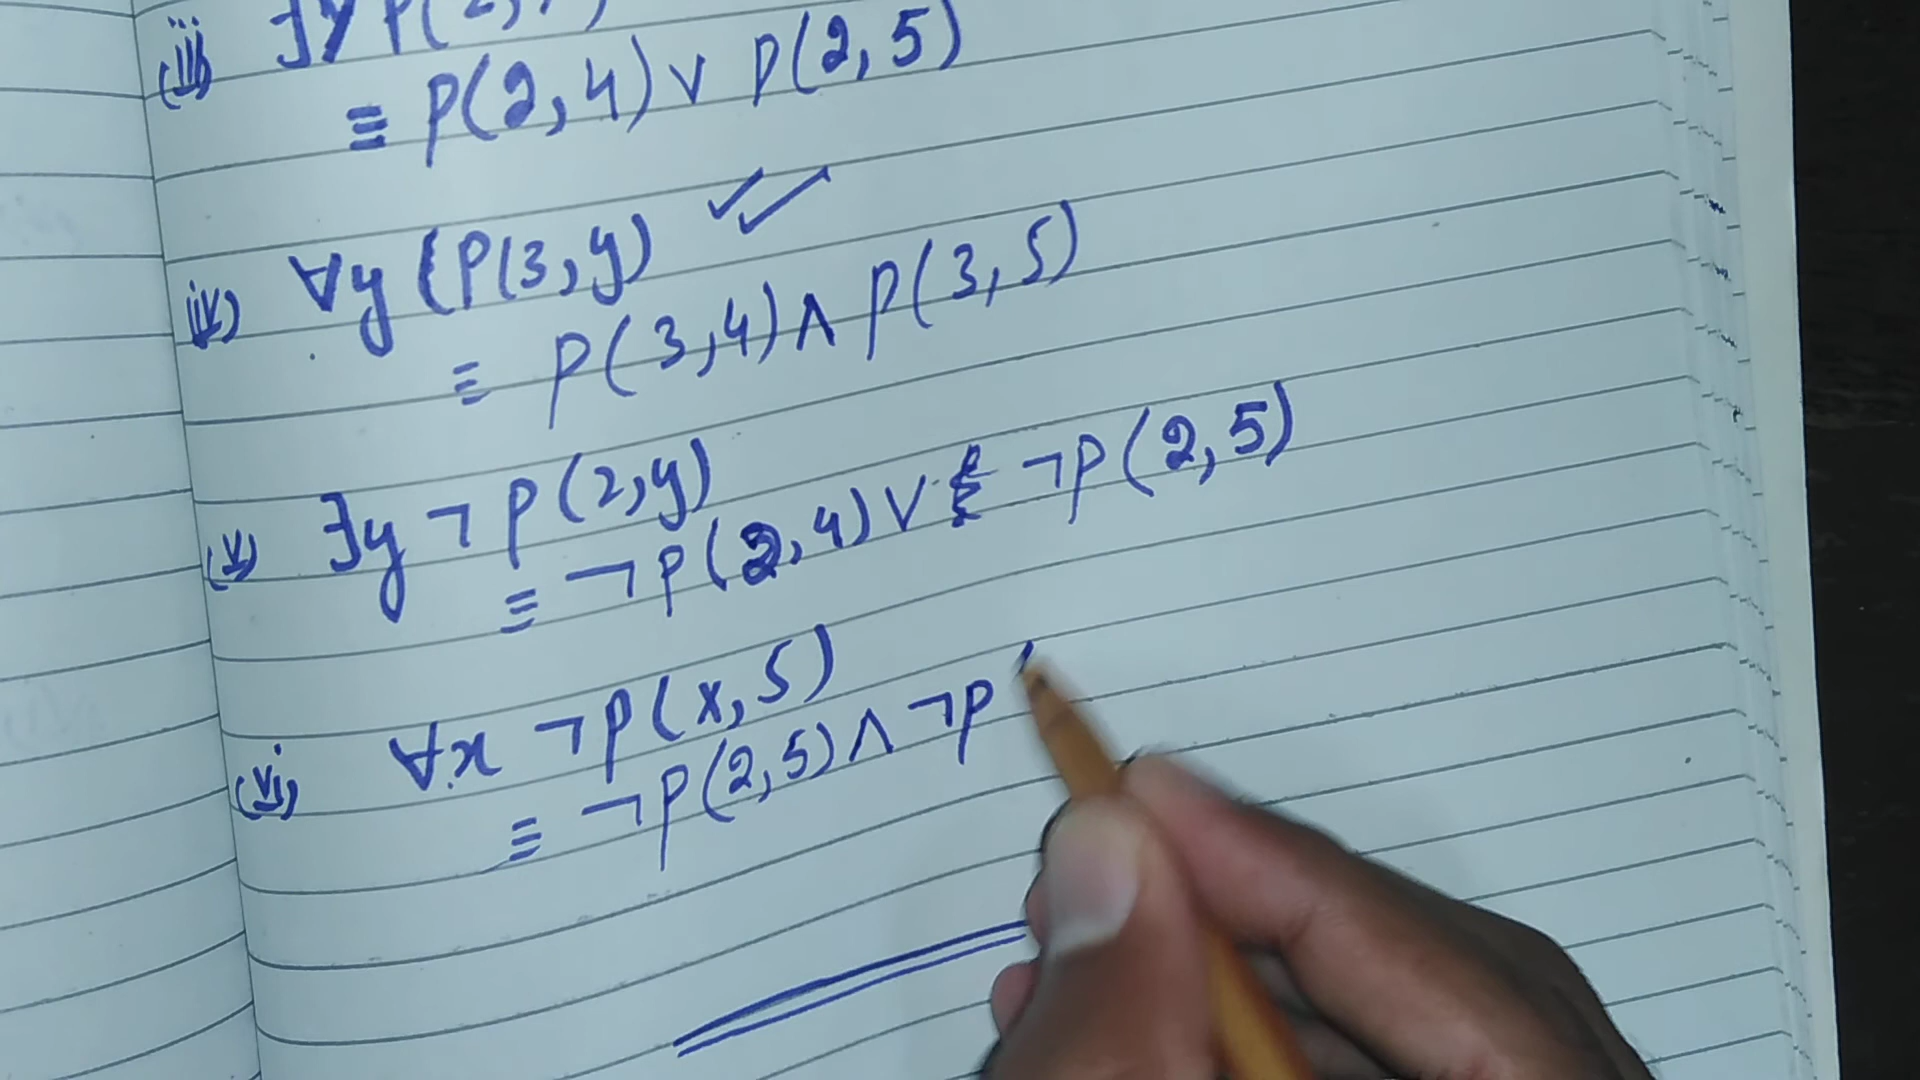 (iii) ∃y P(2,
≡ P(2,4) ∨ P(2,5)
(iv) ∀y (P(3,y)
≡ P(3,4) ∧ P(3,5)
(v) ∃y ¬P(2,y)
≡ ¬P(2,4) ∨ ¬P(2,5)
(vi) ∀x ¬P(x,5)
≡ ¬P(2,5) ∧ ¬P (